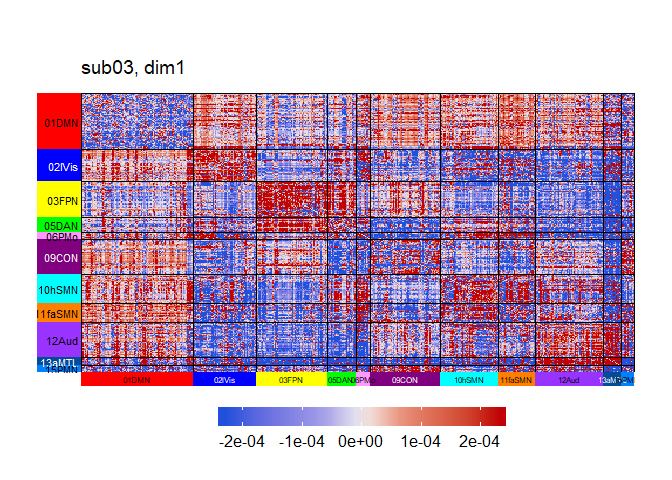 sub03, dim1
01DMN
02lVis
03FPN
05DAN
06PMo
09CON
10hSMN
11faSMN
12Aud
13aMTL
01DMN
02lVis
03FPN
05DAN
09CON
10hSMN
11faSMN
12Aud
-2e-04
-1e-04
0e+00
1e-04
2e-04